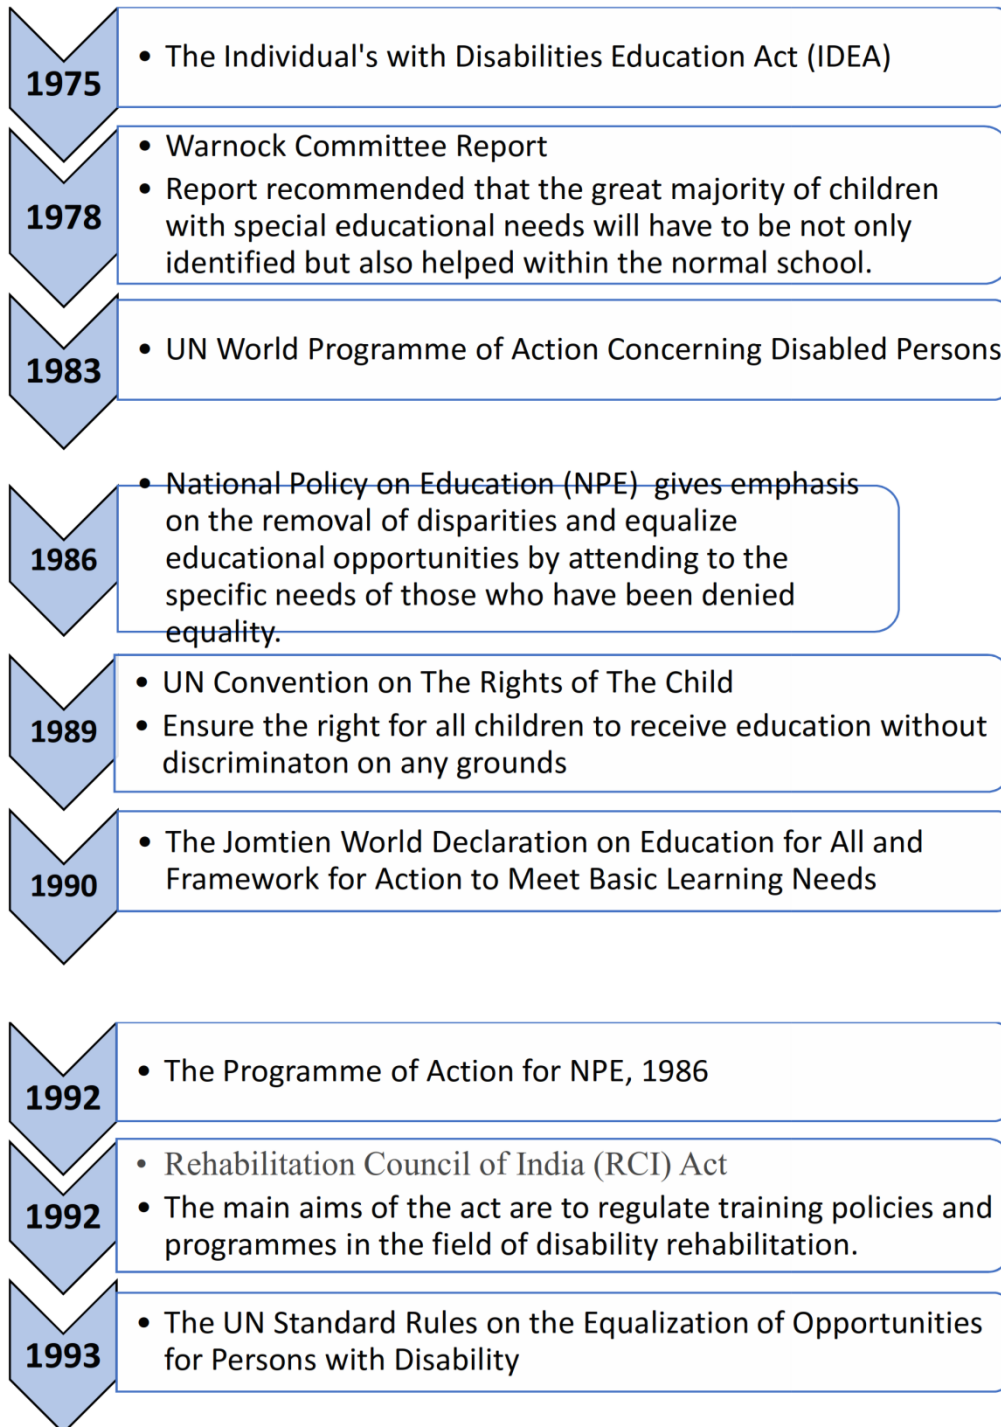 1975
• The Individual's with Disabilities Education Act (IDEA)
1978
• Warnock Committee Report
• Report recommended that the great majority of children
with special educational needs will have to be not only
identified but also helped within the normal school.
1983
• UN World Programme of Action Concerning Disabled Persons
1986
• National Policy on Education (NPE)  gives emphasis
on the removal of disparities and equalize
educational opportunities by attending to the
specific needs of those who have been denied
equality.
1989
• UN Convention on The Rights of The Child
• Ensure the right for all children to receive education without
discriminaton on any grounds
1990
• The Jomtien World Declaration on Education for All and
Framework for Action to Meet Basic Learning Needs
1992
• The Programme of Action for NPE, 1986
1992
• Rehabilitation Council of India (RCI) Act
• The main aims of the act are to regulate training policies and
programmes in the field of disability rehabilitation.
1993
• The UN Standard Rules on the Equalization of Opportunities
for Persons with Disability